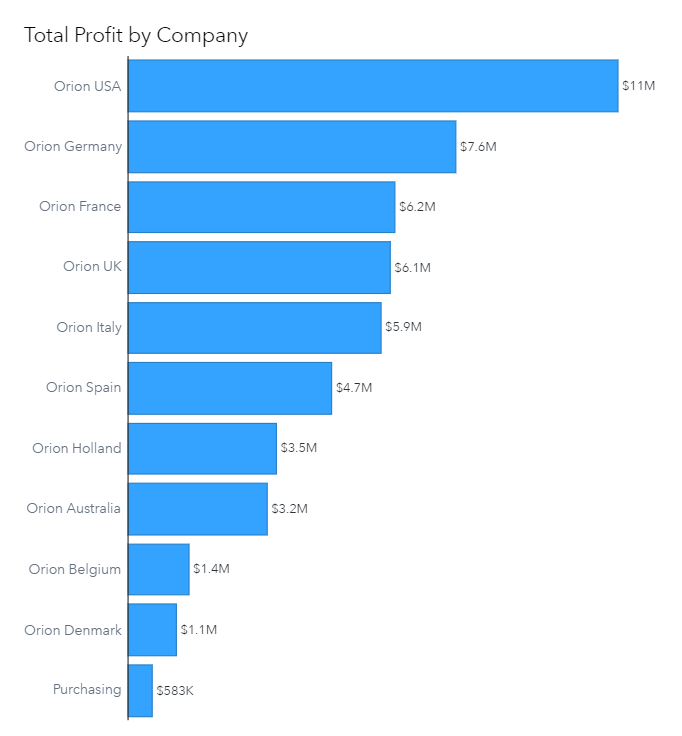 Total Profit by Company
Orion USA $11M
Orion Germany $7.6M
Orion France $6.2M
Orion UK $6.1M
Orion Italy $5.9M
Orion Spain $4.7M
Orion Holland $3.5M
Orion Australia $3.2M
Orion Belgium $1.4M
Orion Denmark $1.1M
Purchasing $583K